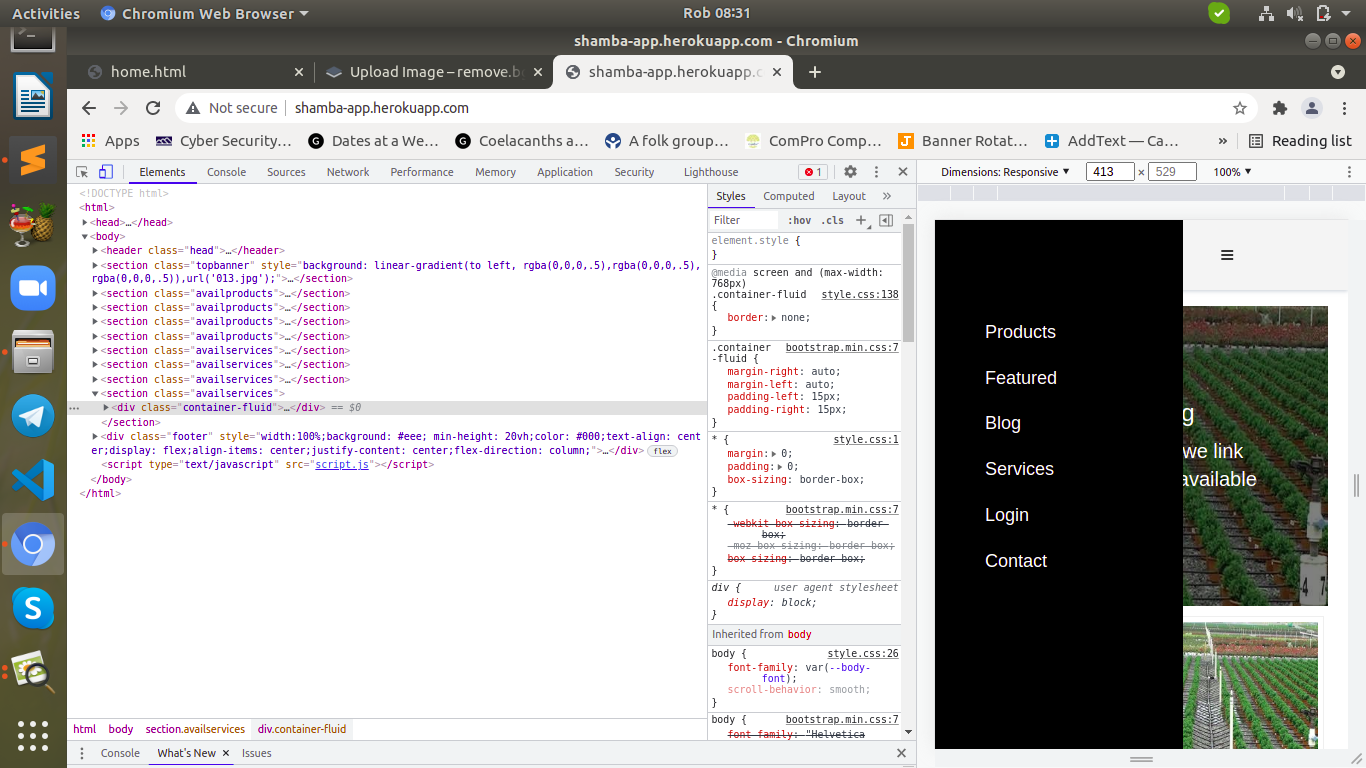 Activities
Chromium Web Browser
Rob 08:31
shamba-app.herokuapp.com - Chromium
home.html
Upload Image – remove.b
shamba-app.herokuapp.c
Not secure
shamba-app.herokuapp.com
Apps
Cyber Security…
Dates at a We…
Coelacanths a…
A folk group…
ComPro Comp…
Banner Rotat…
AddText — Ca…
»
Reading list
Elements
Console
Sources
Network
Performance
Memory
Application
Security
Lighthouse
1
Dimensions: Responsive
413
×
529
100%
<!DOCTYPE html>
<html>
<head>…</head>
<body>
<header class="head">…</header>
<section class="topbanner" style="background: linear-gradient(to left, rgba(0,0,0,.5),rgba(0,0,0,.5),
rgba(0,0,0,.5)),url('013.jpg');">…</section>
<section class="availproducts">…</section>
<section class="availproducts">…</section>
<section class="availproducts">…</section>
<section class="availproducts">…</section>
<section class="availservices">…</section>
<section class="availservices">…</section>
<section class="availservices">…</section>
<section class="availservices">
<div class="container-fluid">…</div> == $0
</section>
<div class="footer" style="width:100%;background: #eee; min-height: 20vh;color: #000;text-align: cent
er;display: flex;align-items: center;justify-content: center;flex-direction: column;">…</div>
flex
<script type="text/javascript" src="script.js"></script>
</body>
</html>
html
body
section.availservices
div.container-fluid
Console
What's New
Issues
Styles
Computed
Layout
»
Filter
:hov
.cls
element.style {
}
@media screen and (max-width:
768px)
.container-fluid
style.css:138
{
border: none;
}
.container
bootstrap.min.css:7
-fluid {
margin-right: auto;
margin-left: auto;
padding-left: 15px;
padding-right: 15px;
}
* {
style.css:1
margin: 0;
padding: 0;
box-sizing: border-box;
}
* {
bootstrap.min.css:7
-webkit-box-sizing: border-
box;
-moz-box-sizing: border-box;
box-sizing: border-box;
}
div {
user agent stylesheet
display: block;
}
Inherited from body
body {
style.css:26
font-family: var(--body-
font);
scroll-behavior: smooth;
}
body {
bootstrap.min.css:7
font-family: "Helvetica
Products
Featured
Blog
Services
Login
Contact
g
we link
available